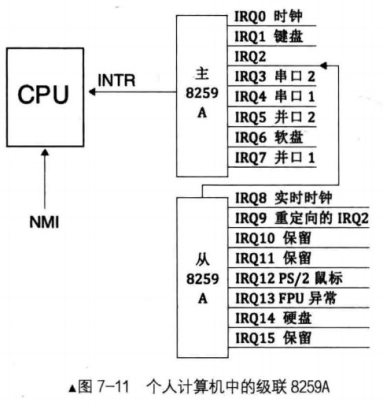 CPU
INTR
NMI
主
8259
A
IRQ0 时钟
IRQ1 键盘
IRQ2
IRQ3 串口 2
IRQ4 串口 1
IRQ5 并口 2
IRQ6 软盘
IRQ7 并口 1
从
8259
A
IRQ8 实时时钟
IRQ9 重定向的 IRQ2
IRQ10 保留
IRQ11 保留
IRQ12 PS/2 鼠标
IRQ13 FPU 异常
IRQ14 硬盘
IRQ15 保留
▲图 7-11 个人计算机中的级联 8259A